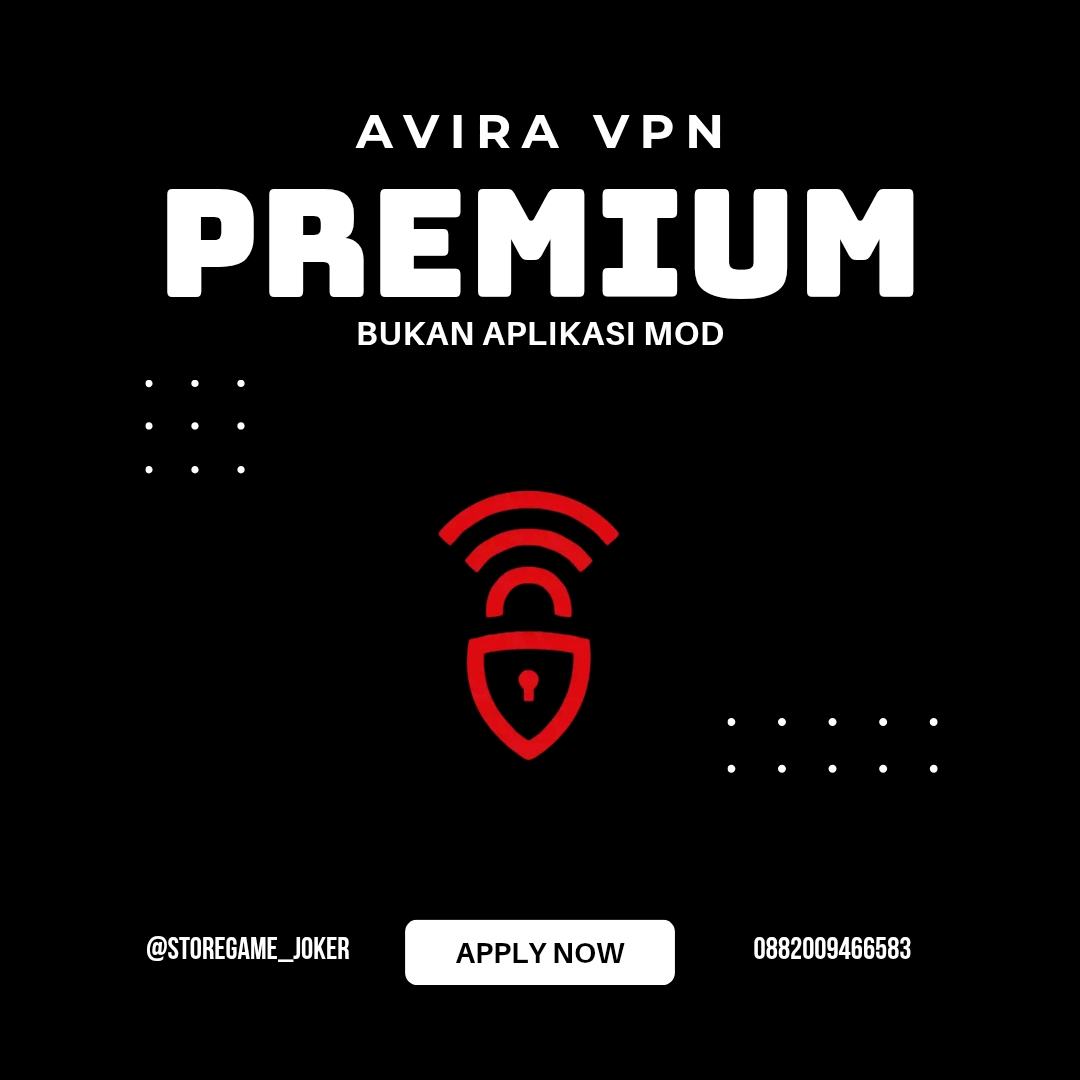 AVIRA VPN
PREMIUM
BUKAN APLIKASI MOD
@STOREGAME_JOKER
APPLY NOW
0882009466583